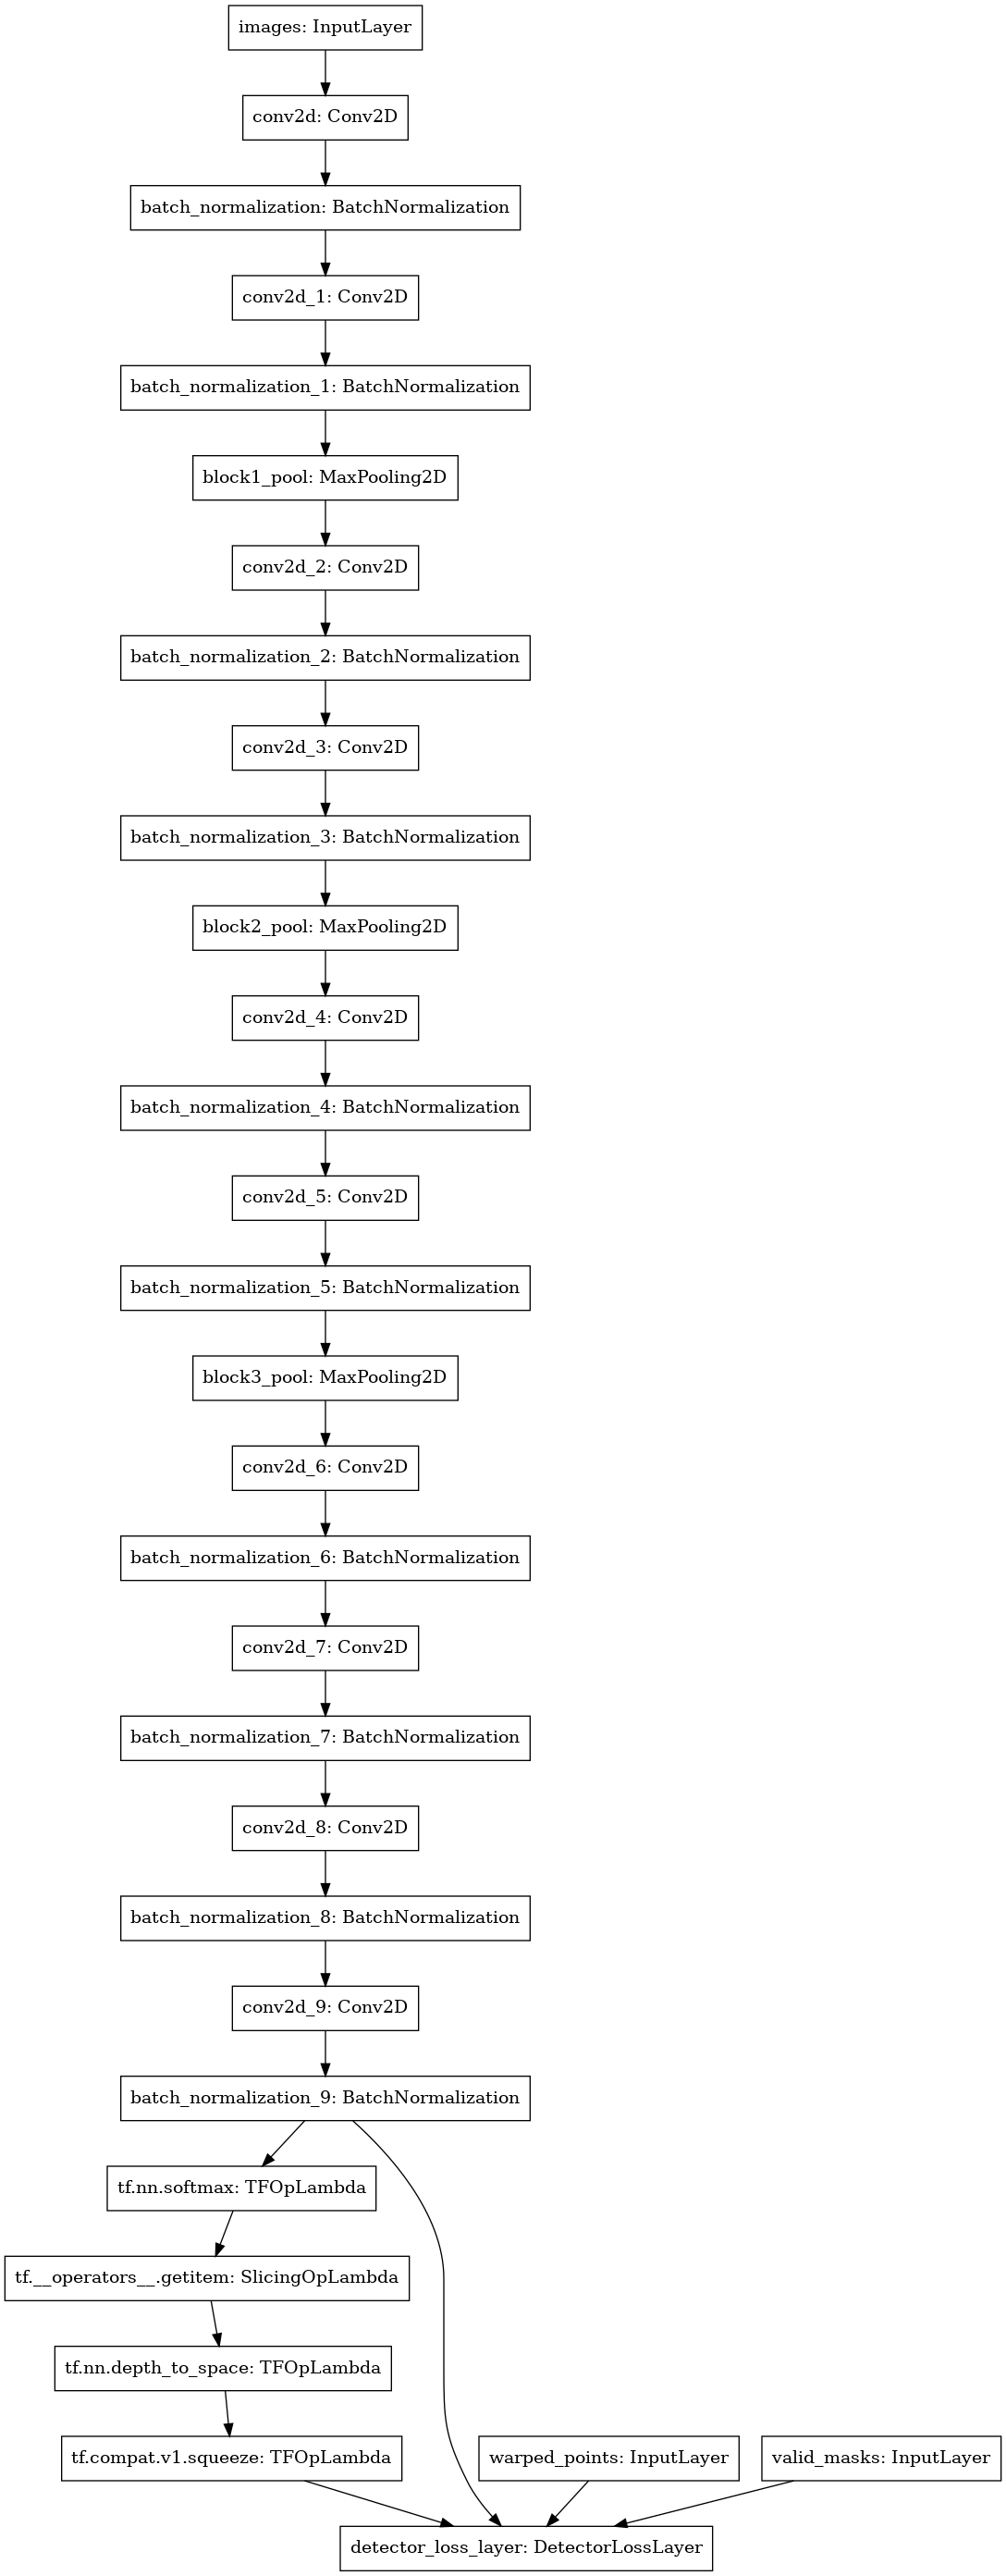 images: InputLayer
conv2d: Conv2D
batch_normalization: BatchNormalization
conv2d_1: Conv2D
batch_normalization_1: BatchNormalization
block1_pool: MaxPooling2D
conv2d_2: Conv2D
batch_normalization_2: BatchNormalization
conv2d_3: Conv2D
batch_normalization_3: BatchNormalization
block2_pool: MaxPooling2D
conv2d_4: Conv2D
batch_normalization_4: BatchNormalization
conv2d_5: Conv2D
batch_normalization_5: BatchNormalization
block3_pool: MaxPooling2D
conv2d_6: Conv2D
batch_normalization_6: BatchNormalization
conv2d_7: Conv2D
batch_normalization_7: BatchNormalization
conv2d_8: Conv2D
batch_normalization_8: BatchNormalization
conv2d_9: Conv2D
batch_normalization_9: BatchNormalization
tf.nn.softmax: TFOpLambda
tf.__operators__.getitem: SlicingOpLambda
tf.nn.depth_to_space: TFOpLambda
tf.compat.v1.squeeze: TFOpLambda
warped_points: InputLayer
valid_masks: InputLayer
detector_loss_layer: DetectorLossLayer